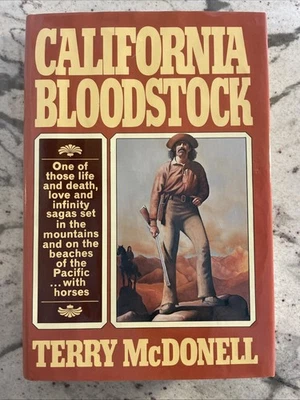 CALIFORNIA
BLOODSTOCK
One of
those life
and death,
love and
infinity
sagas set
in the
mountains
and on the
beaches
of the
Pacific
...with
horses
TERRY McDONELL